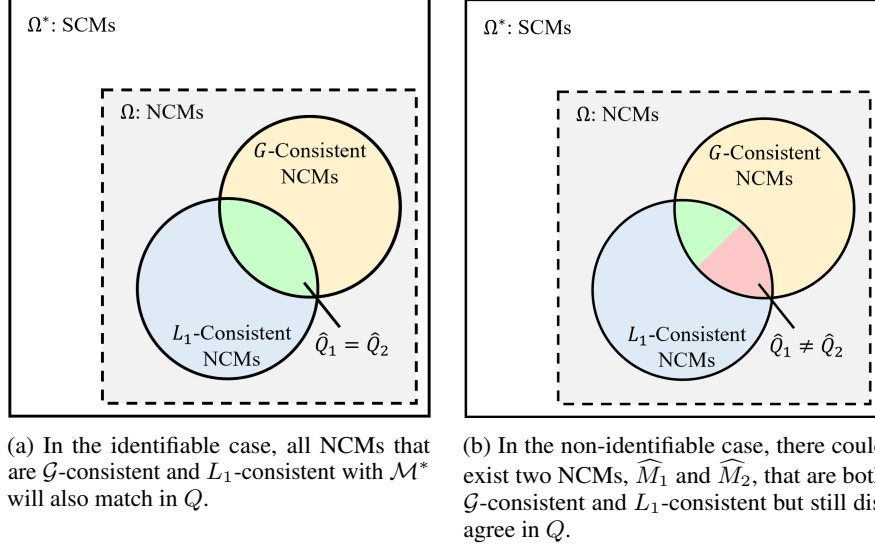 Ω*: SCMs
Ω: NCMs
G-Consistent
NCMs
L₁-Consistent
NCMs
Q̂₁ = Q̂₂
(a) In the identifiable case, all NCMs that
are 𝒢-consistent and L₁-consistent with ℳ*
will also match in Q.
Ω*: SCMs
Ω: NCMs
G-Consistent
NCMs
L₁-Consistent
NCMs
Q̂₁ ≠ Q̂₂
(b) In the non-identifiable case, there could
exist two NCMs, M̂₁ and M̂₂, that are both
𝒢-consistent and L₁-consistent but still dis
agree in Q.